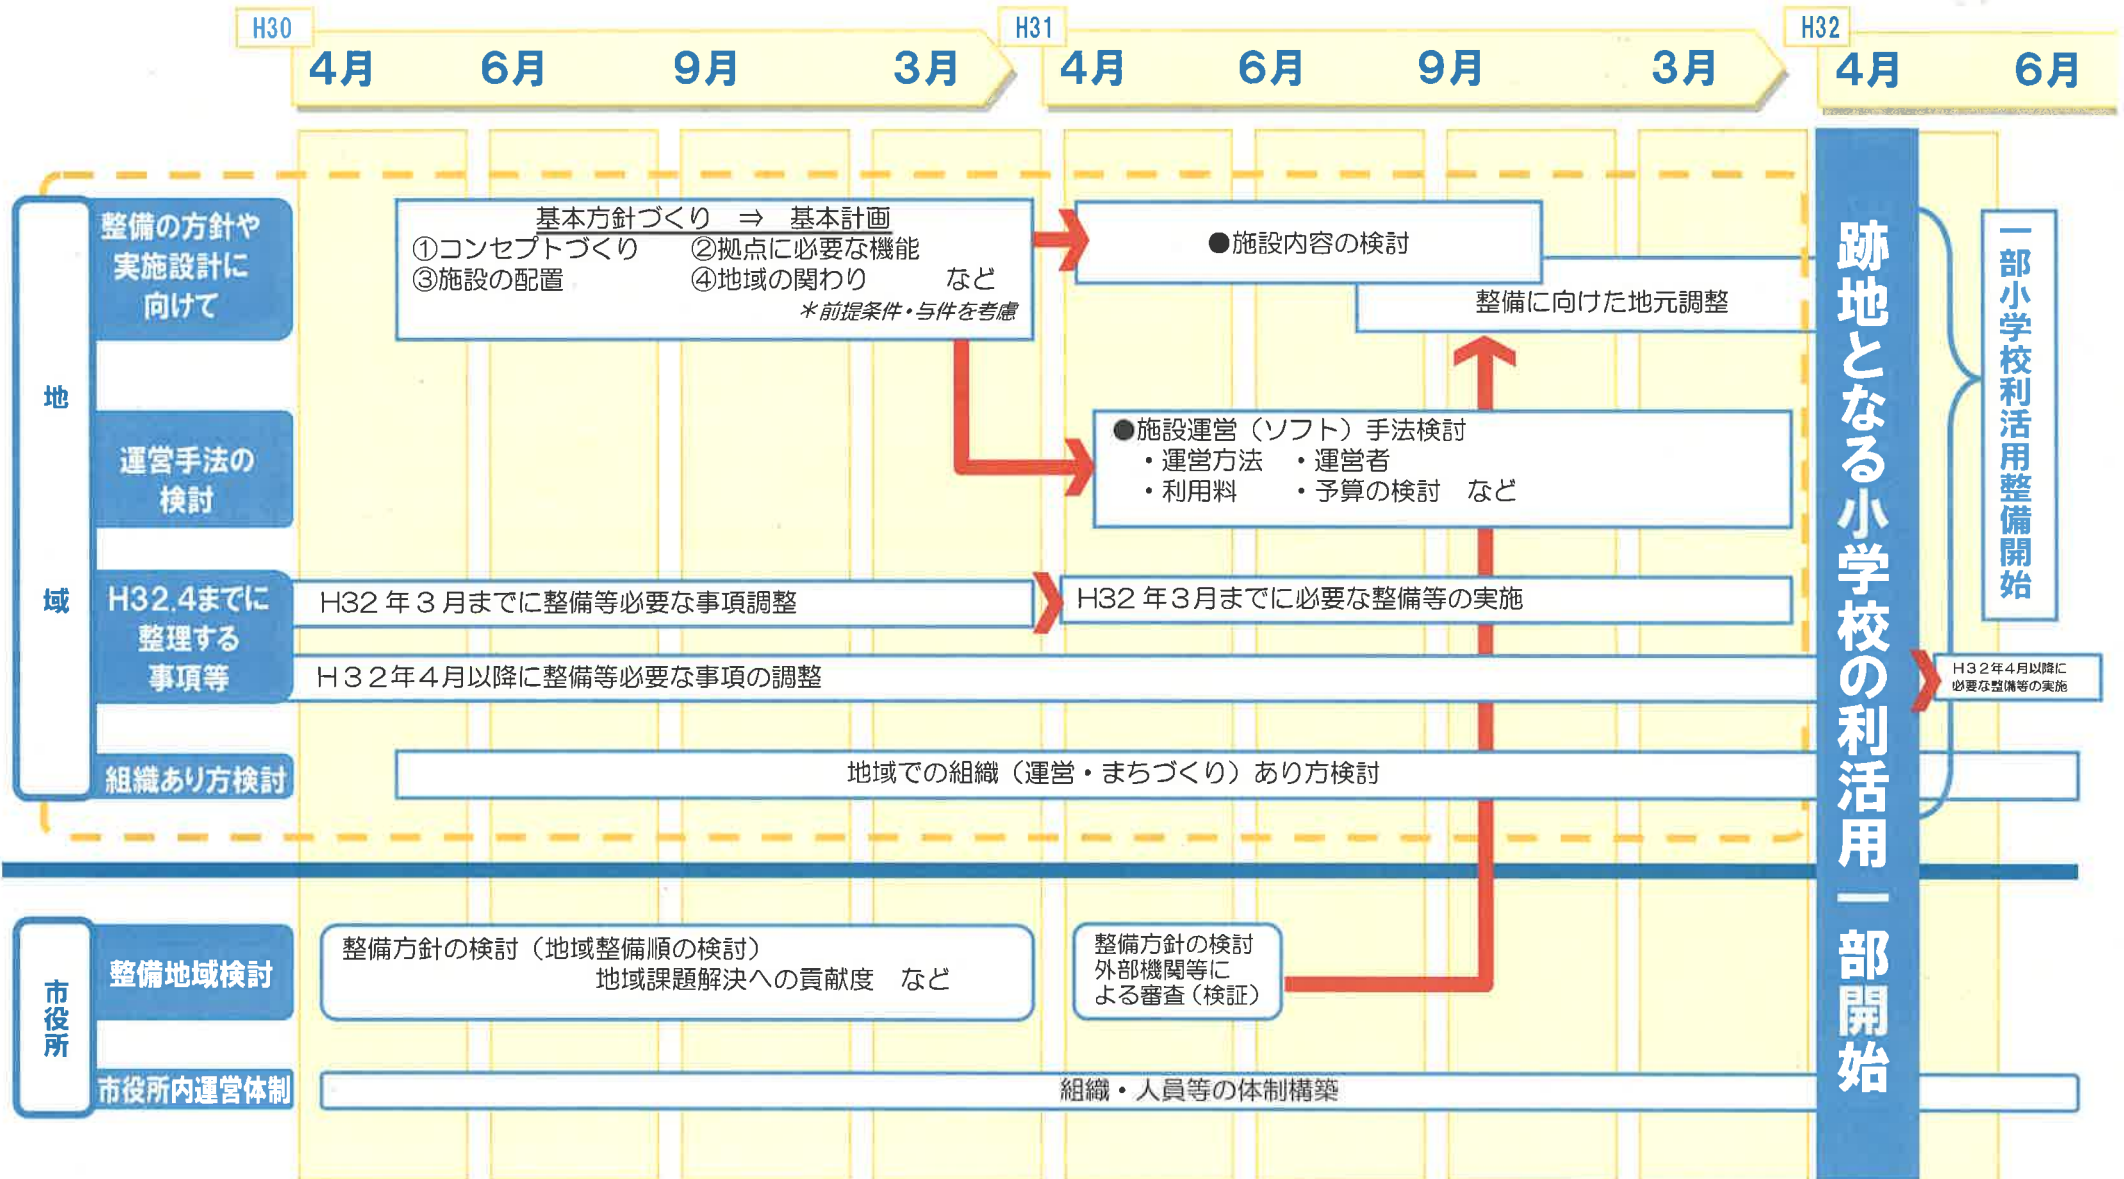 H30
H31
H32
4月
6月
9月
3月
4月
6月
9月
3月
4月
6月
地域
整備の方針や
実施設計に
向けて
基本方針づくり ⇒ 基本計画
①コンセプトづくり ②拠点に必要な機能
③施設の配置 ④地域の関わり など
＊前提条件・与件を考慮
●施設内容の検討
整備に向けた地元調整
運営手法の
検討
●施設運営（ソフト）手法検討
・運営方法 ・運営者
・利用料 ・予算の検討 など
H32.4までに
整理する
事項等
H32年3月までに整備等必要な事項調整
H32年3月までに必要な整備等の実施
H32年4月以降に整備等必要な事項の調整
H32年4月以降に
必要な整備等の実施
組織あり方検討
地域での組織（運営・まちづくり）あり方検討
跡地となる小学校の利活用一部開始
一部小学校利活用整備開始
市役所
整備地域検討
整備方針の検討（地域整備順の検討）
地域課題解決への貢献度 など
整備方針の検討
外部機関等に
よる審査（検証）
市役所内運営体制
組織・人員等の体制構築